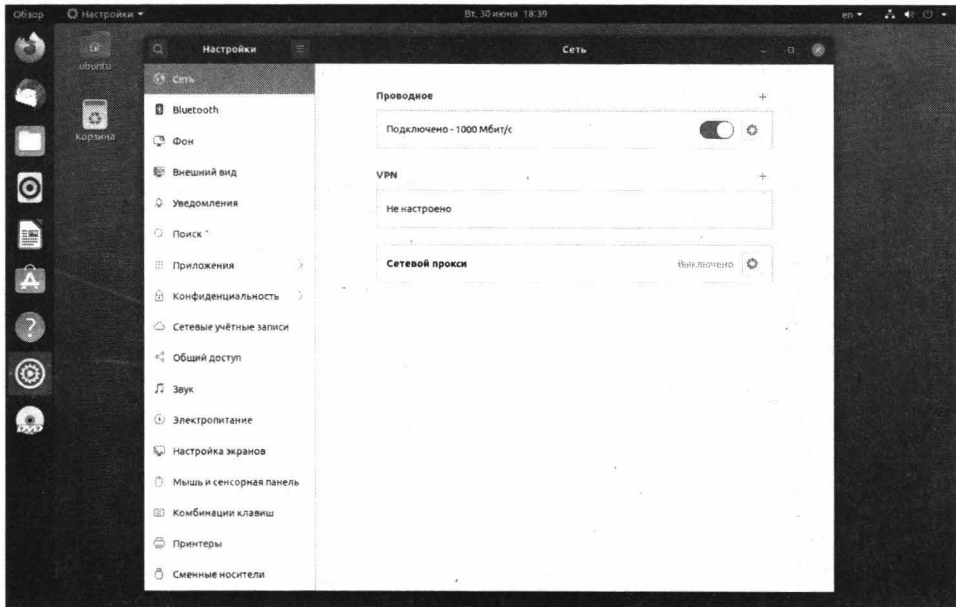 Обзор
Настройки
Вт, 30 июня 18:39
en
ubuntu
Корзина
Настройки
Сеть
Сеть
Bluetooth
Фон
Внешний вид
Уведомления
Поиск
Приложения
Конфиденциальность
Сетевые учётные записи
Общий доступ
Звук
Электропитание
Настройка экранов
Мышь и сенсорная панель
Комбинации клавиш
Принтеры
Сменные носители
Проводное
Подключено - 1000 Мбит/с
VPN
Не настроено
Сетевой прокси
Выключено
DVD